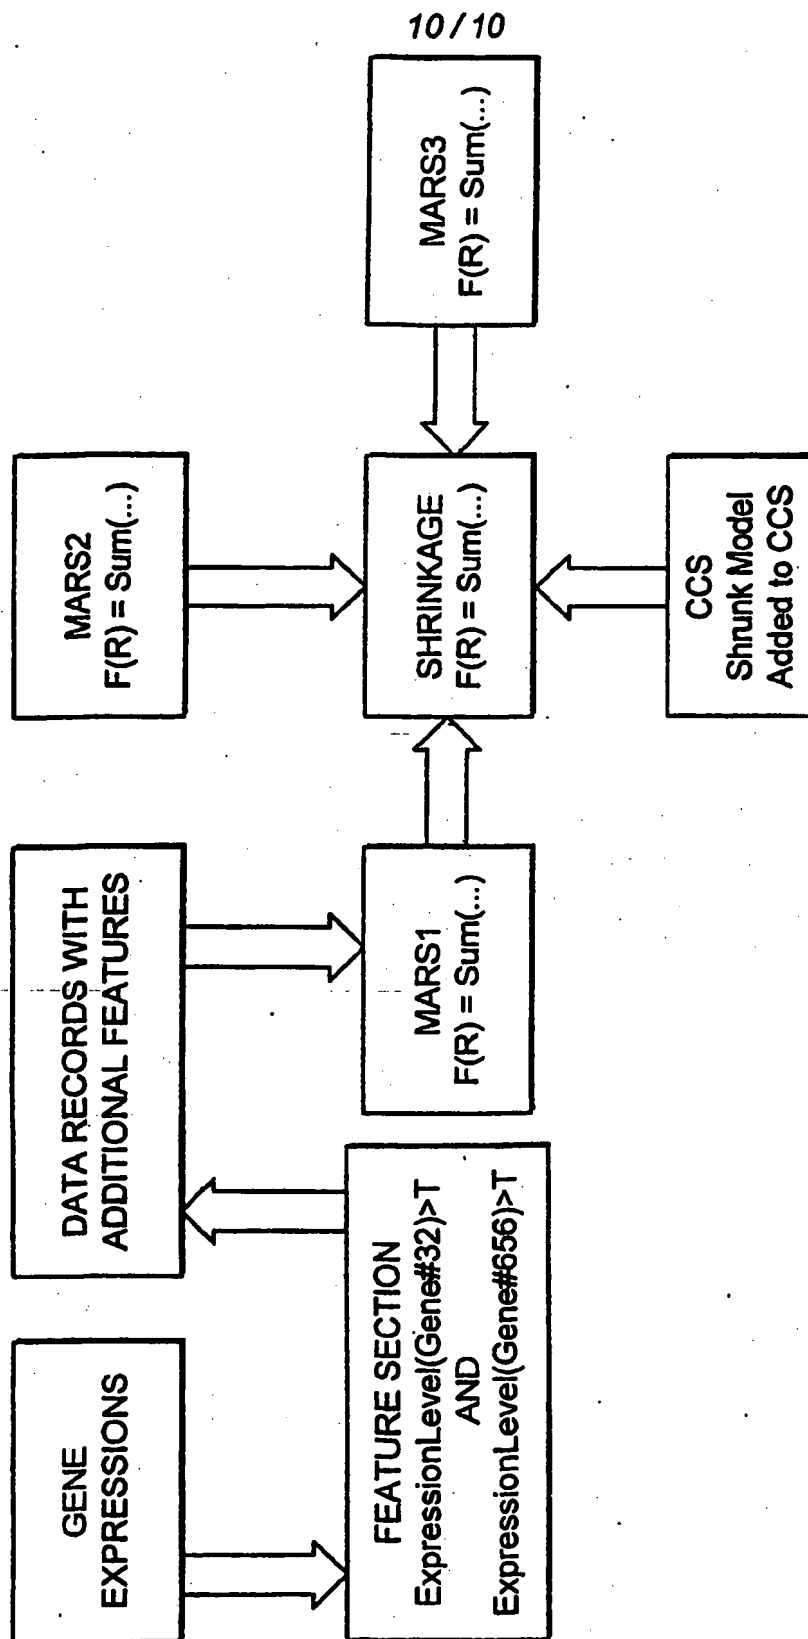 10 / 10
GENE
EXPRESSIONS
FEATURE SECTION
ExpressionLevel(Gene#32)>T
AND
ExpressionLevel(Gene#656)>T
DATA RECORDS WITH
ADDITIONAL FEATURES
MARS1
F(R) = Sum(...)
MARS2
F(R) = Sum(...)
SHRINKAGE
F(R) = Sum(...)
MARS3
F(R) = Sum(...)
CCS
Shrunk Model
Added to CCS